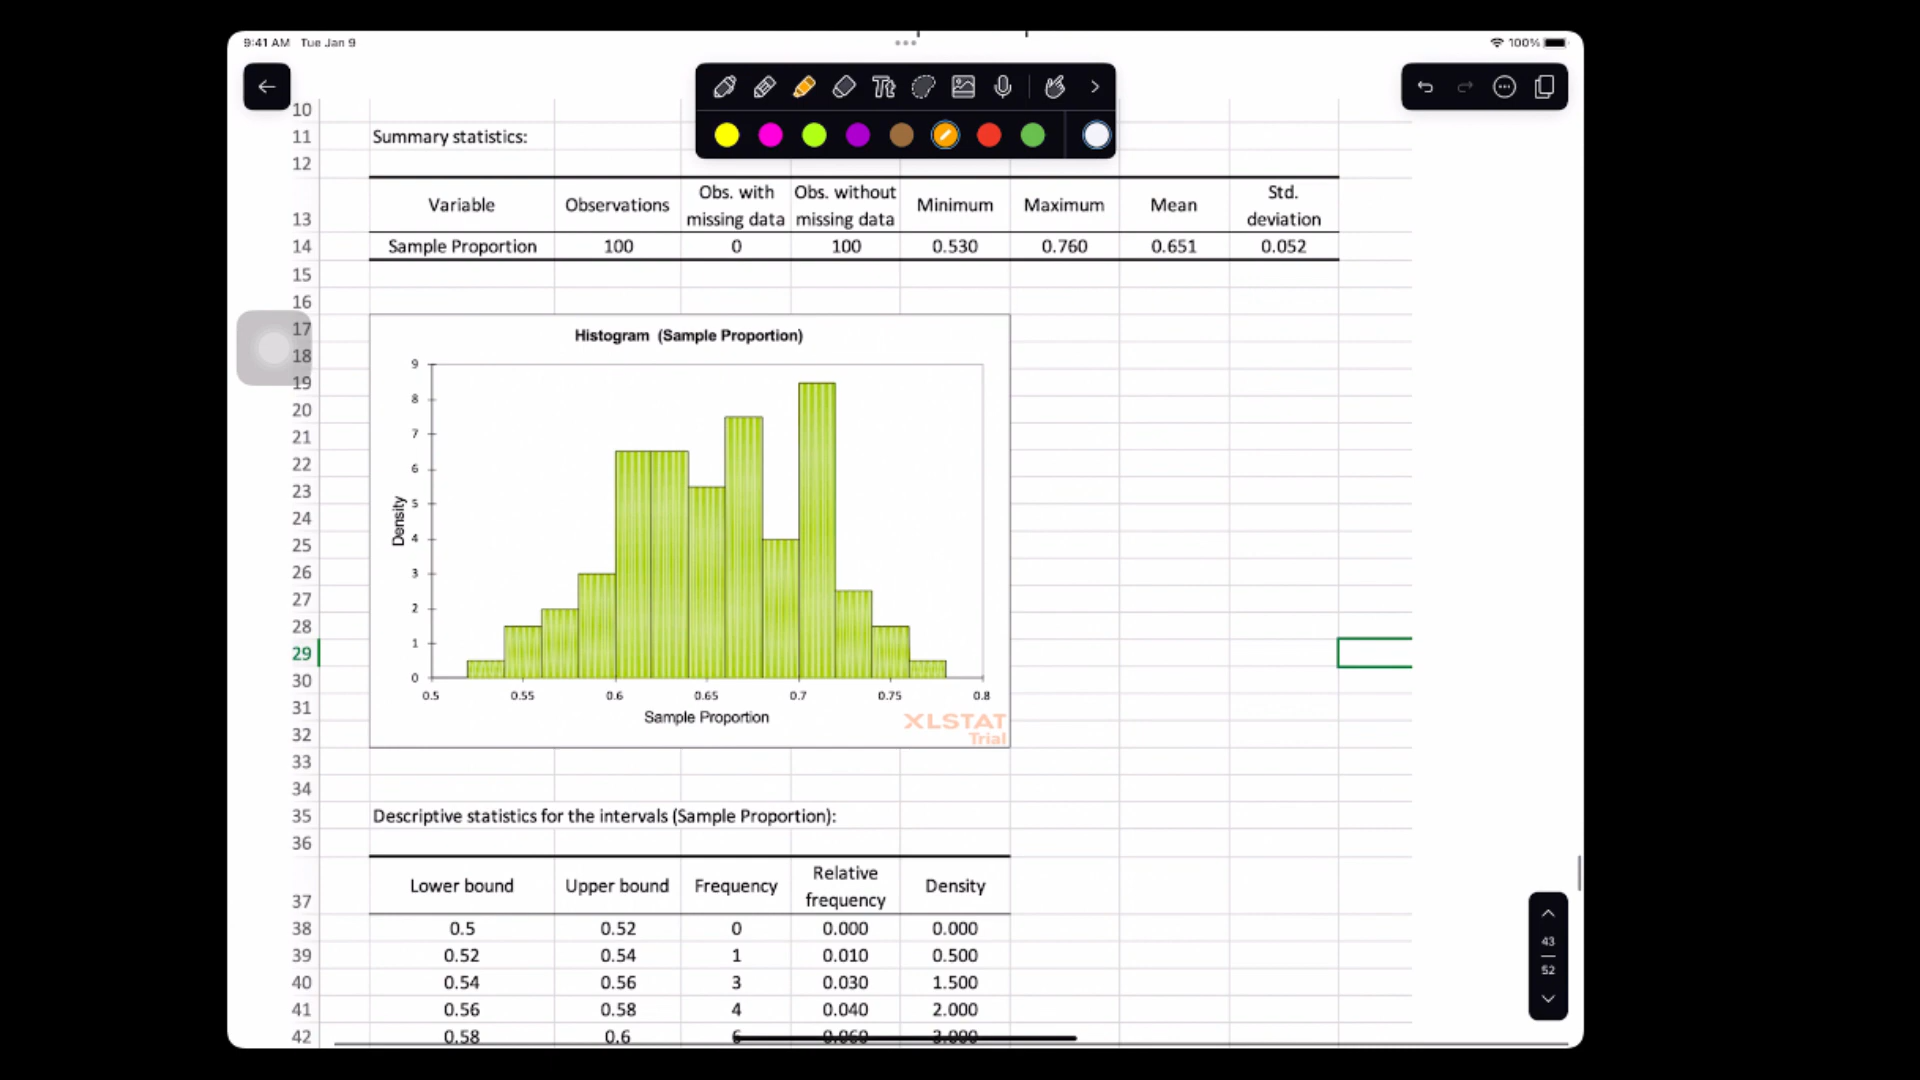 9:41 AM Tue Jan 9
100%
Tt
10
11 Summary statistics:
12
13 Variable Observations Obs. with missing data Obs. without missing data Minimum Maximum Mean Std. deviation
14 Sample Proportion 100 0 100 0.530 0.760 0.651 0.052
15
16
17
18
19
20
21
22
23
24
25
26
27
28
29
30
31
32
33
34
Histogram (Sample Proportion)
9
8
7
6
5
4
3
2
1
0
Density
0.5 0.55 0.6 0.65 0.7 0.75 0.8
Sample Proportion
XLSTAT
Trial
35 Descriptive statistics for the intervals (Sample Proportion):
36
37 Lower bound Upper bound Frequency Relative frequency Density
38 0.5 0.52 0 0.000 0.000
39 0.52 0.54 1 0.010 0.500
40 0.54 0.56 3 0.030 1.500
41 0.56 0.58 4 0.040 2.000
42 0.58 0.6 6 0.060 3.000
43
52